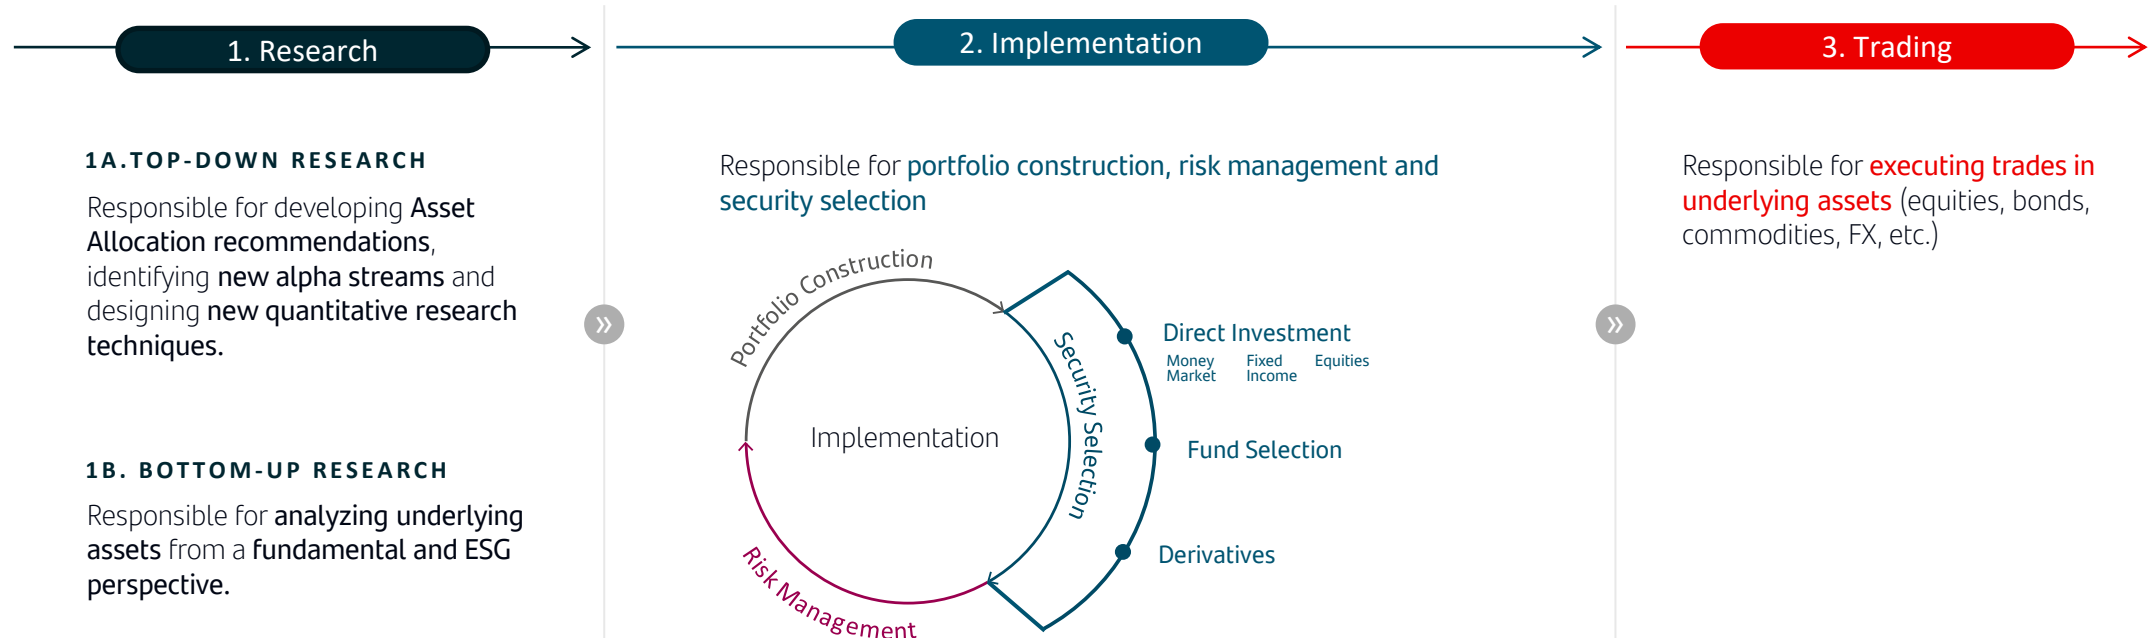 1. Research
2. Implementation
3. Trading
1A.TOP-DOWN RESEARCH
Responsible for developing Asset
Allocation recommendations,
identifying new alpha streams and
designing new quantitative research
techniques.
1B. BOTTOM-UP RESEARCH
Responsible for analyzing underlying
assets from a fundamental and ESG
perspective.
Responsible for portfolio construction, risk management and
security selection
Portfolio Construction
Security Selection
Risk Management
Implementation
Direct Investment
Money
Market
Fixed
Income
Equities
Fund Selection
Derivatives
Responsible for executing trades in
underlying assets (equities, bonds,
commodities, FX, etc.)